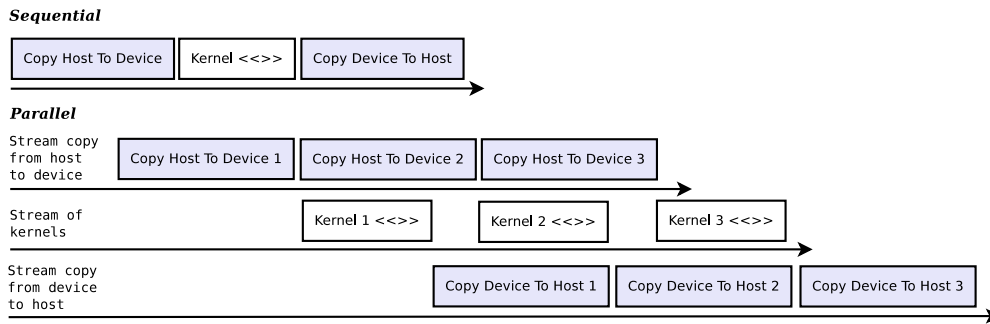 Sequential
Copy Host To Device
Kernel <<>>
Copy Device To Host
Parallel
Stream copy
from host
to device
Copy Host To Device 1
Copy Host To Device 2
Copy Host To Device 3
Stream of
kernels
Kernel 1 <<>>
Kernel 2 <<>>
Kernel 3 <<>>
Stream copy
from device
to host
Copy Device To Host 1
Copy Device To Host 2
Copy Device To Host 3